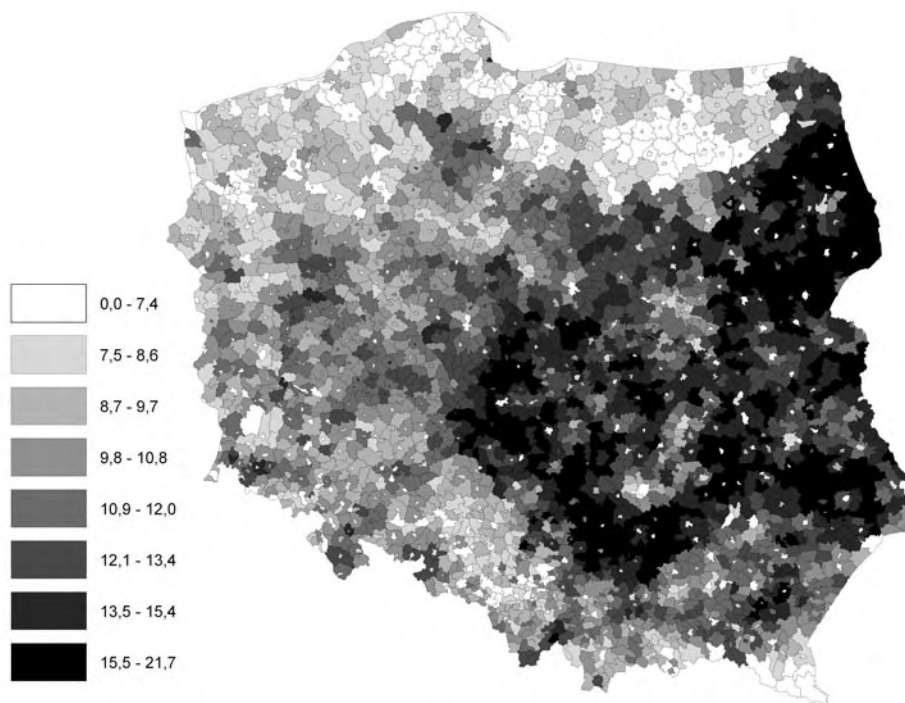 0,0 - 7,4
7,5 - 8,6
8,7 - 9,7
9,8 - 10,8
10,9 - 12,0
12,1 - 13,4
13,5 - 15,4
15,5 - 21,7